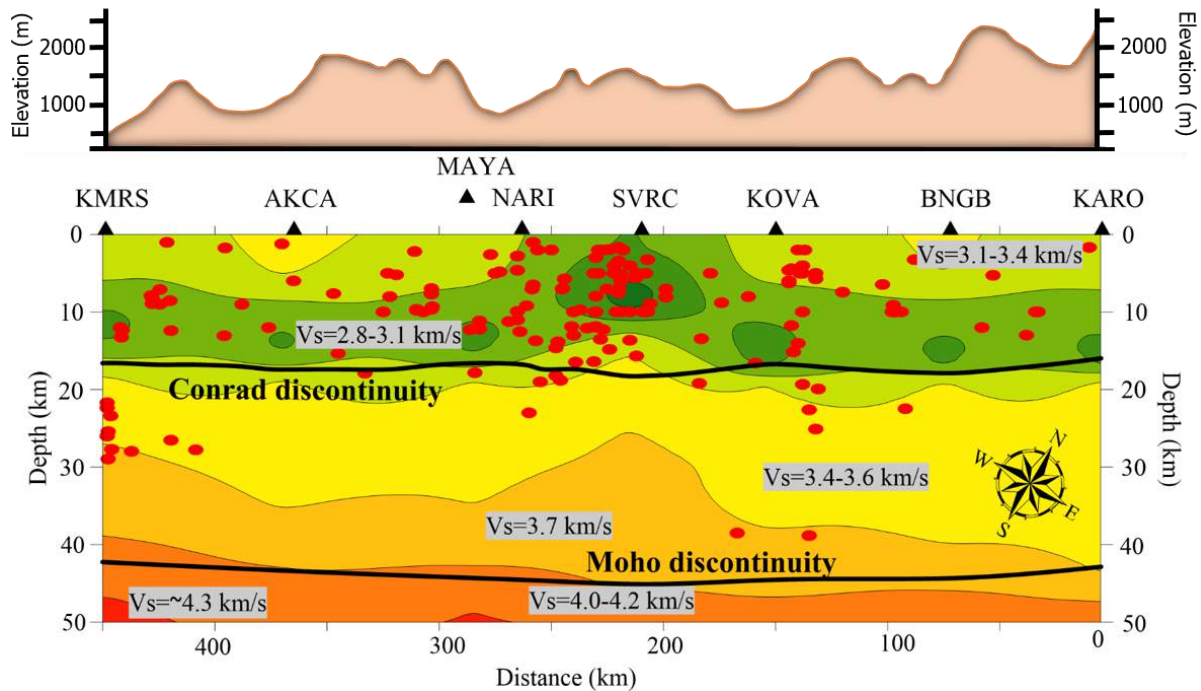 Elevation (m)
2000
1000
2000
1000
Elevation (m)
MAYA
KMRS
AKCA
NARI
SVRC
KOVA
BNGB
KARO
0
10
20
30
40
50
Depth (km)
0
10
20
30
40
50
Depth (km)
Vs=3.1-3.4 km/s
Vs=2.8-3.1 km/s
Conrad discontinuity
Vs=3.4-3.6 km/s
N
W
E
S
Vs=3.7 km/s
Moho discontinuity
Vs=~4.3 km/s
Vs=4.0-4.2 km/s
400
300
200
100
0
Distance (km)